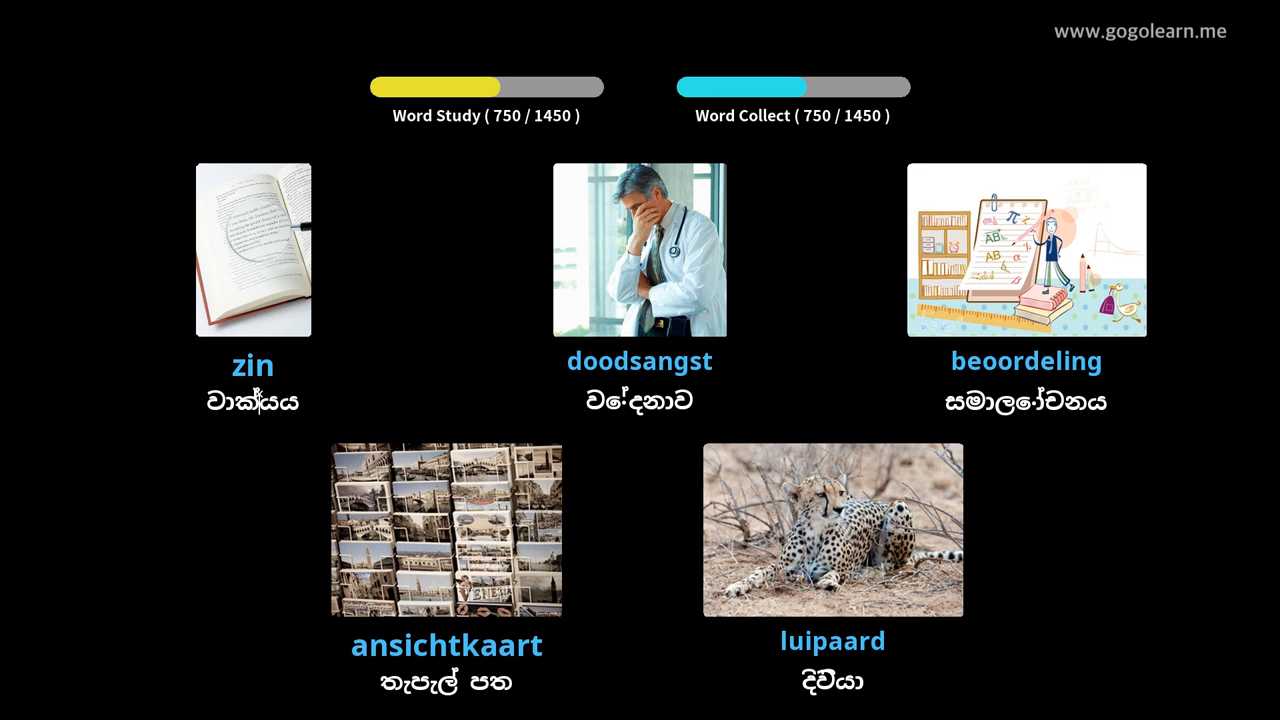 www.gogolearn.me
Word Study ( 750 / 1450 )
Word Collect ( 750 / 1450 )
zin
වාක්‍යය
doodsangst
වේදනාව
beoordeling
සමාලෝචනය
ansichtkaart
තැපැල් පත
luipaard
දිවියා